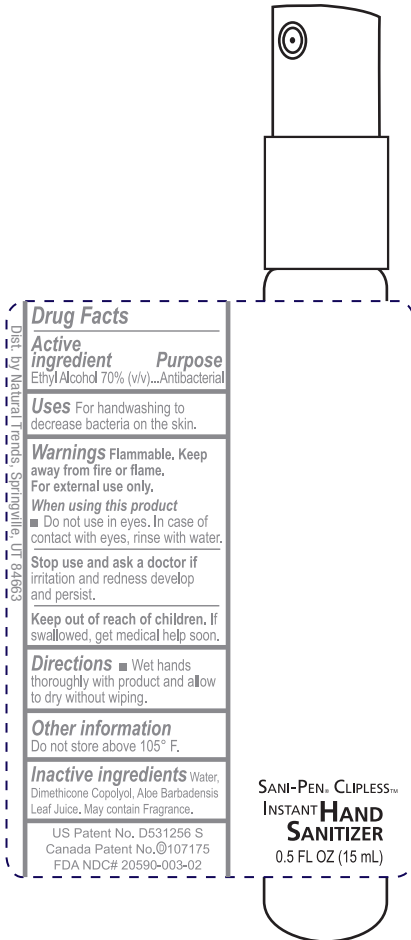 Drug Facts
Active
ingredient Purpose
Ethyl Alcohol 70% (v/v)...Antibacterial
Uses For handwashing to
decrease bacteria on the skin.
Warnings Flammable. Keep
away from fire or flame.
For external use only.
When using this product
■ Do not use in eyes. In case of
contact with eyes, rinse with water.
Stop use and ask a doctor if
irritation and redness develop
and persist.
Keep out of reach of children. If
swallowed, get medical help soon.
Directions ■ Wet hands
thoroughly with product and allow
to dry without wiping.
Other information
Do not store above 105° F.
Inactive ingredients Water,
Dimethicone Copolyol, Aloe Barbadensis
Leaf Juice. May contain Fragrance.
US Patent No. D531256 S
Canada Patent No.Ⓓ107175
FDA NDC# 20590-003-02
Dist. by Natural Trends, Springville, UT 84663
SANI-PEN® CLIPLESS™
INSTANT HAND
SANITIZER
0.5 FL OZ (15 mL)